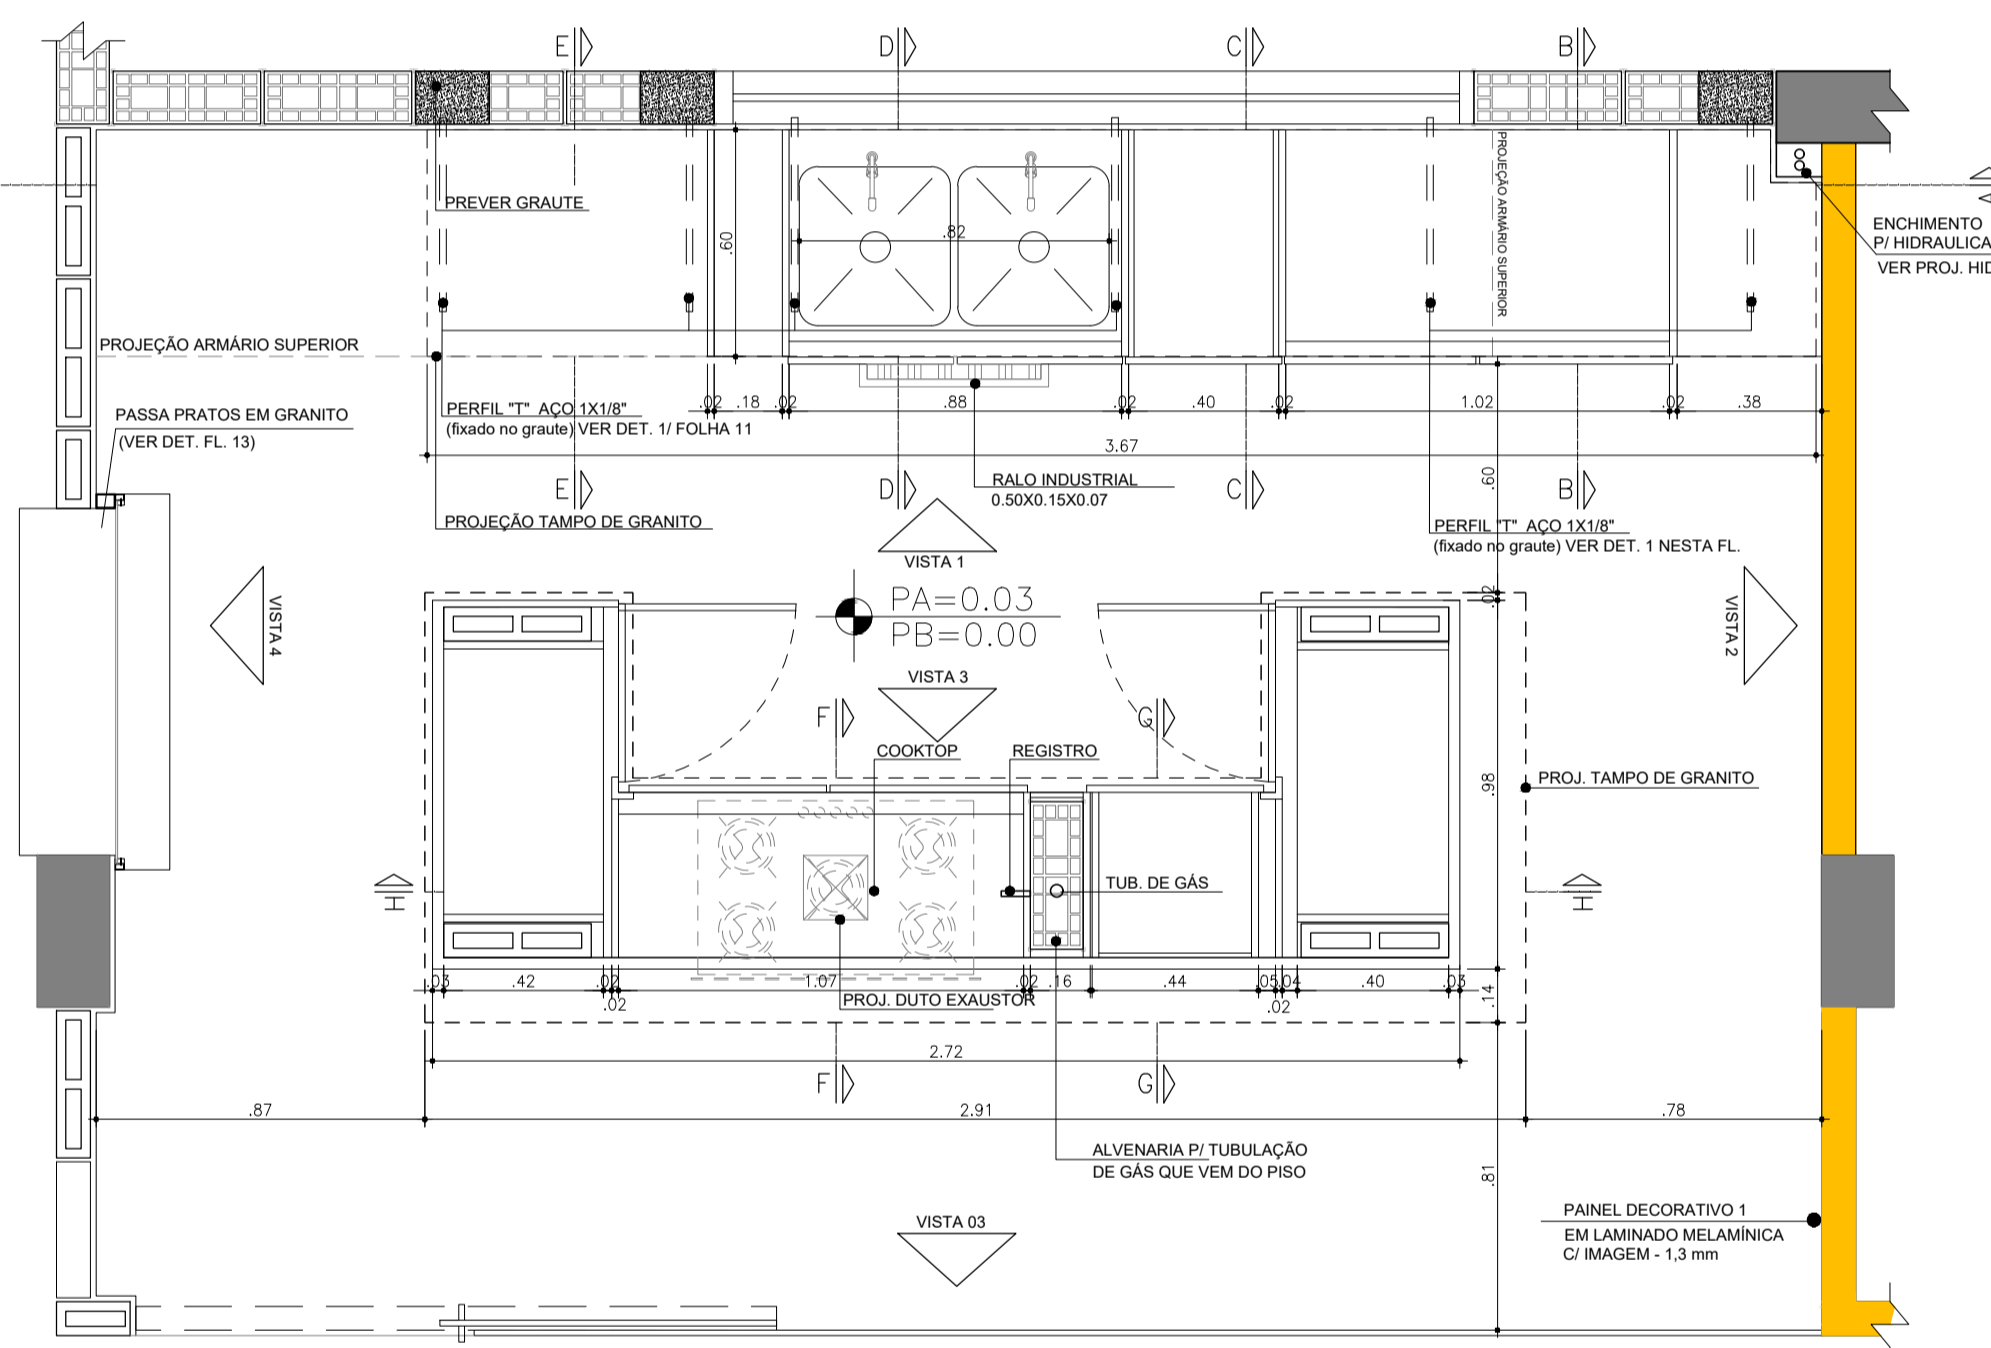 E
D
C
B
PREVER GRAUTE
.60
.82
PROJEÇÃO ARMÁRIO SUPERIOR
ENCHIMENTO
P/ HIDRAULICA
VER PROJ. HID
PROJEÇÃO ARMÁRIO SUPERIOR
PASSA PRATOS EM GRANITO
(VER DET. FL. 13)
PERFIL "T" AÇO 1X1/8"
(fixado no graute) VER DET. 1/ FOLHA 11
.02
.18
.02
.88
.02
.40
.02
1.02
.02
.38
3.67
E
D
C
B
RALO INDUSTRIAL
0.50X0.15X0.07
.60
PROJEÇÃO TAMPO DE GRANITO
PERFIL "T" AÇO 1X1/8"
(fixado no graute) VER DET. 1 NESTA FL.
VISTA 1
PA=0.03
PB=0.00
VISTA 4
VISTA 2
.02
VISTA 3
F
G
COOKTOP
REGISTRO
PROJ. TAMPO DE GRANITO
.98
TUB. DE GÁS
H
H
.03
.42
.02
.02
1.07
.02
.16
.44
.05
.04
.02
.40
.03
.14
PROJ. DUTO EXAUSTOR
2.72
F
G
.87
2.91
.78
ALVENARIA P/ TUBULAÇÃO
DE GÁS QUE VEM DO PISO
.81
VISTA 03
PAINEL DECORATIVO 1
EM LAMINADO MELAMÍNICA
C/ IMAGEM - 1,3 mm